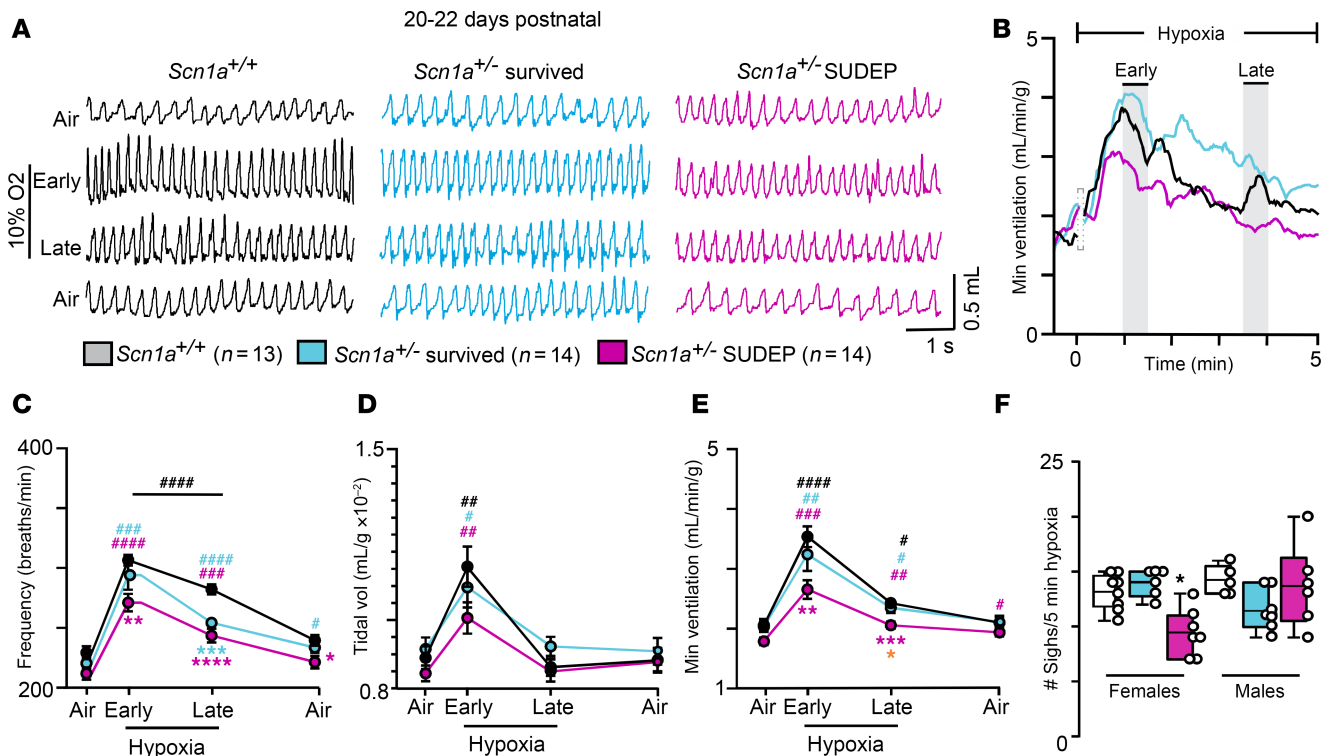 20-22 days postnatal
A
Scn1a+/+
Scn1a+/- survived
Scn1a+/- SUDEP
Air
Early
10% O2
Late
Air
0.5 mL
1 s
Scn1a+/+ (n = 13)
Scn1a+/- survived (n = 14)
Scn1a+/- SUDEP (n = 14)
B
Hypoxia
Early
Late
5
0
Min ventilation (mL/min/g)
0
5
Time (min)
C
400
200
Frequency (breaths/min)
####
###
####
####
###
**
***
****
#
*
Air Early Late Air
Hypoxia
D
1.5
0.8
Tidal vol (mL/g ×10−2)
##
#
##
Air Early Late Air
Hypoxia
E
5
1
Min ventilation (mL/min/g)
####
##
###
**
#
#
##
***
*
#
Air Early Late Air
Hypoxia
F
25
0
# Sighs/5 min hypoxia
*
Females Males